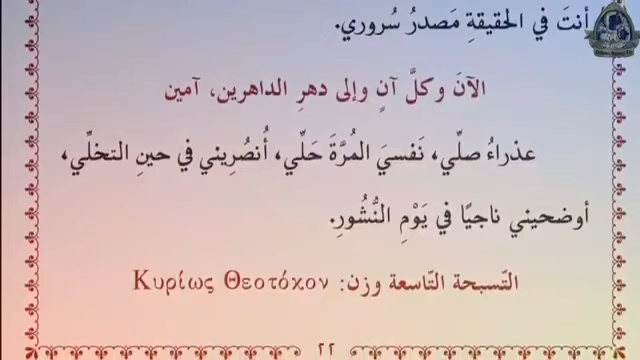 أنتَ في الحقيقةِ مَصدرُ سُروري.
الآنَ وكلَّ آنٍ وإلى دهرِ الداهرين، آمين
عذراءُ صلِّي، نَفسيَ المُرَّةَ حَلِّي، أُنصُرِيني في حينِ التخلِّي،
أوضحيني ناجيًا في يَوْمِ النُّشُورِ.
التّسبحة التّاسعة وزن: Κυρίως Θεοτόκον
٢٢